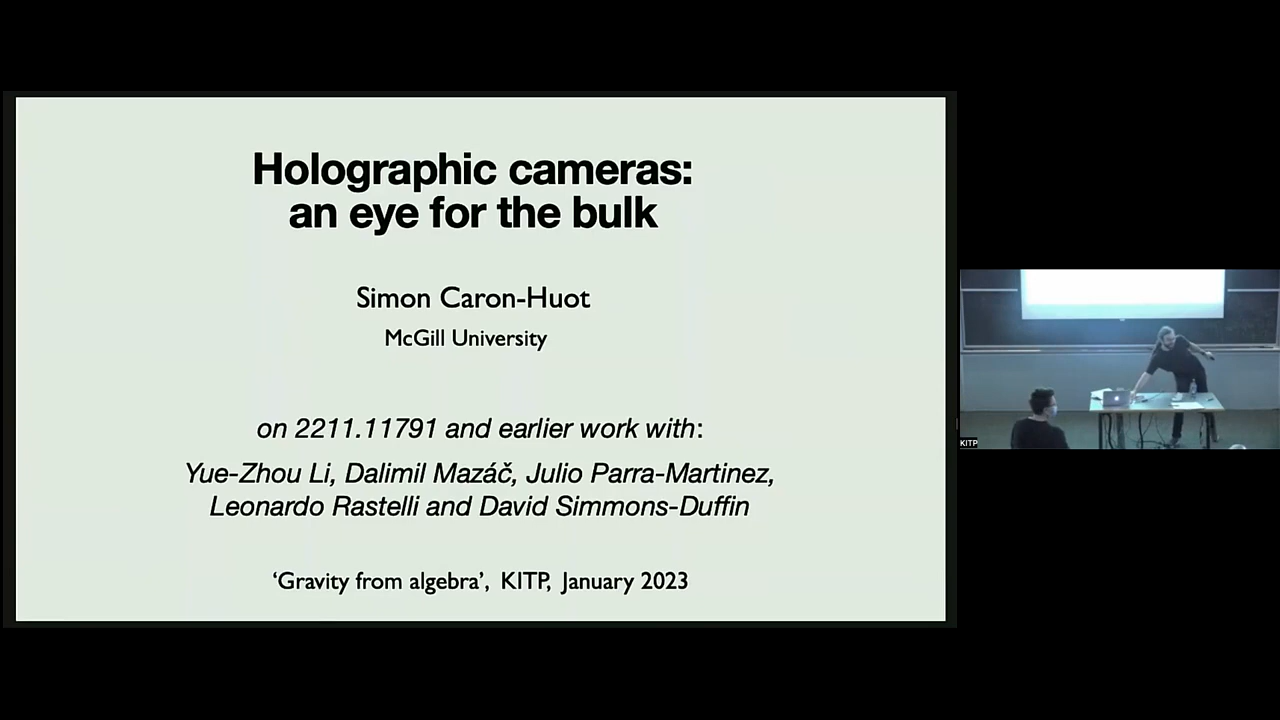 Holographic cameras:
an eye for the bulk
Simon Caron-Huot
McGill University
on 2211.11791 and earlier work with:
Yue-Zhou Li, Dalimil Mazáč, Julio Parra-Martinez,
Leonardo Rastelli and David Simmons-Duffin
‘Gravity from algebra’, KITP, January 2023
KITP